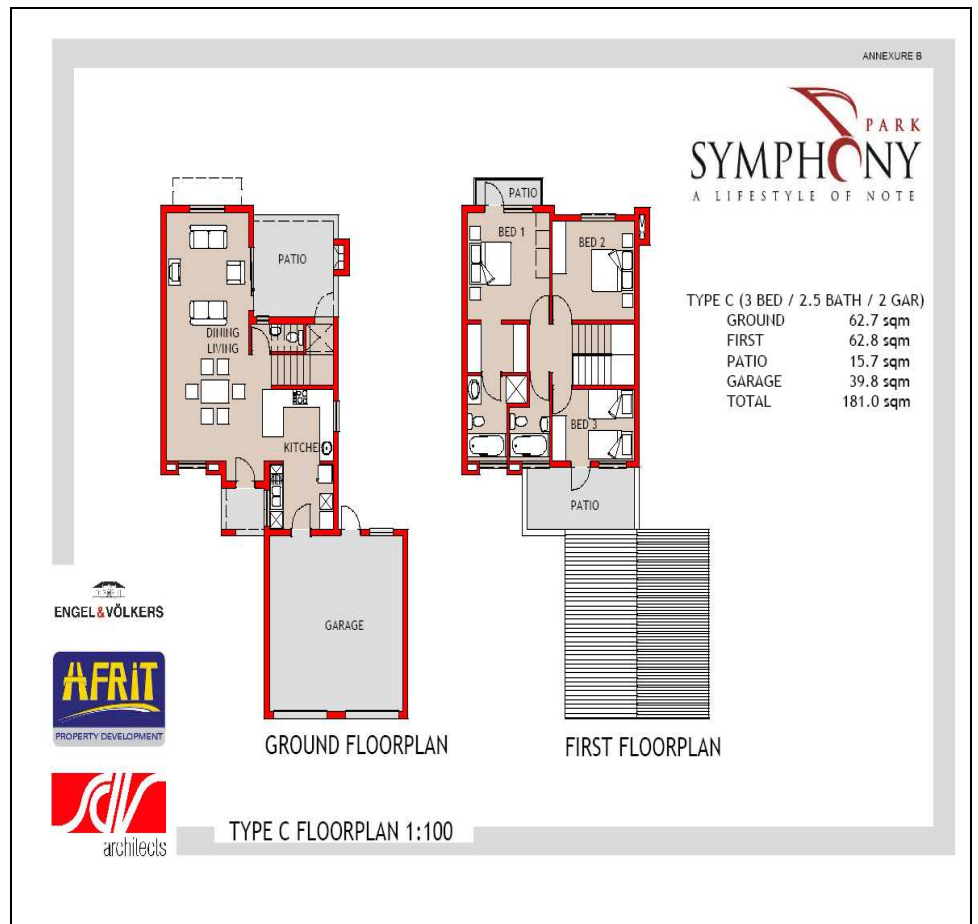 ANNEXURE B
PARK
SYMPHONY
A LIFESTYLE OF NOTE
TYPE C (3 BED / 2.5 BATH / 2 GAR)
GROUND 62.7 sqm
FIRST 62.8 sqm
PATIO 15.7 sqm
GARAGE 39.8 sqm
TOTAL 181.0 sqm
PATIO
DINING
LIVING
KITCHEN
GARAGE
GROUND FLOORPLAN
PATIO
BED 1
BED 2
BED 3
PATIO
FIRST FLOORPLAN
ENGEL&VÖLKERS
AFRIT
PROPERTY DEVELOPMENT
sdv
architects
TYPE C FLOORPLAN 1:100